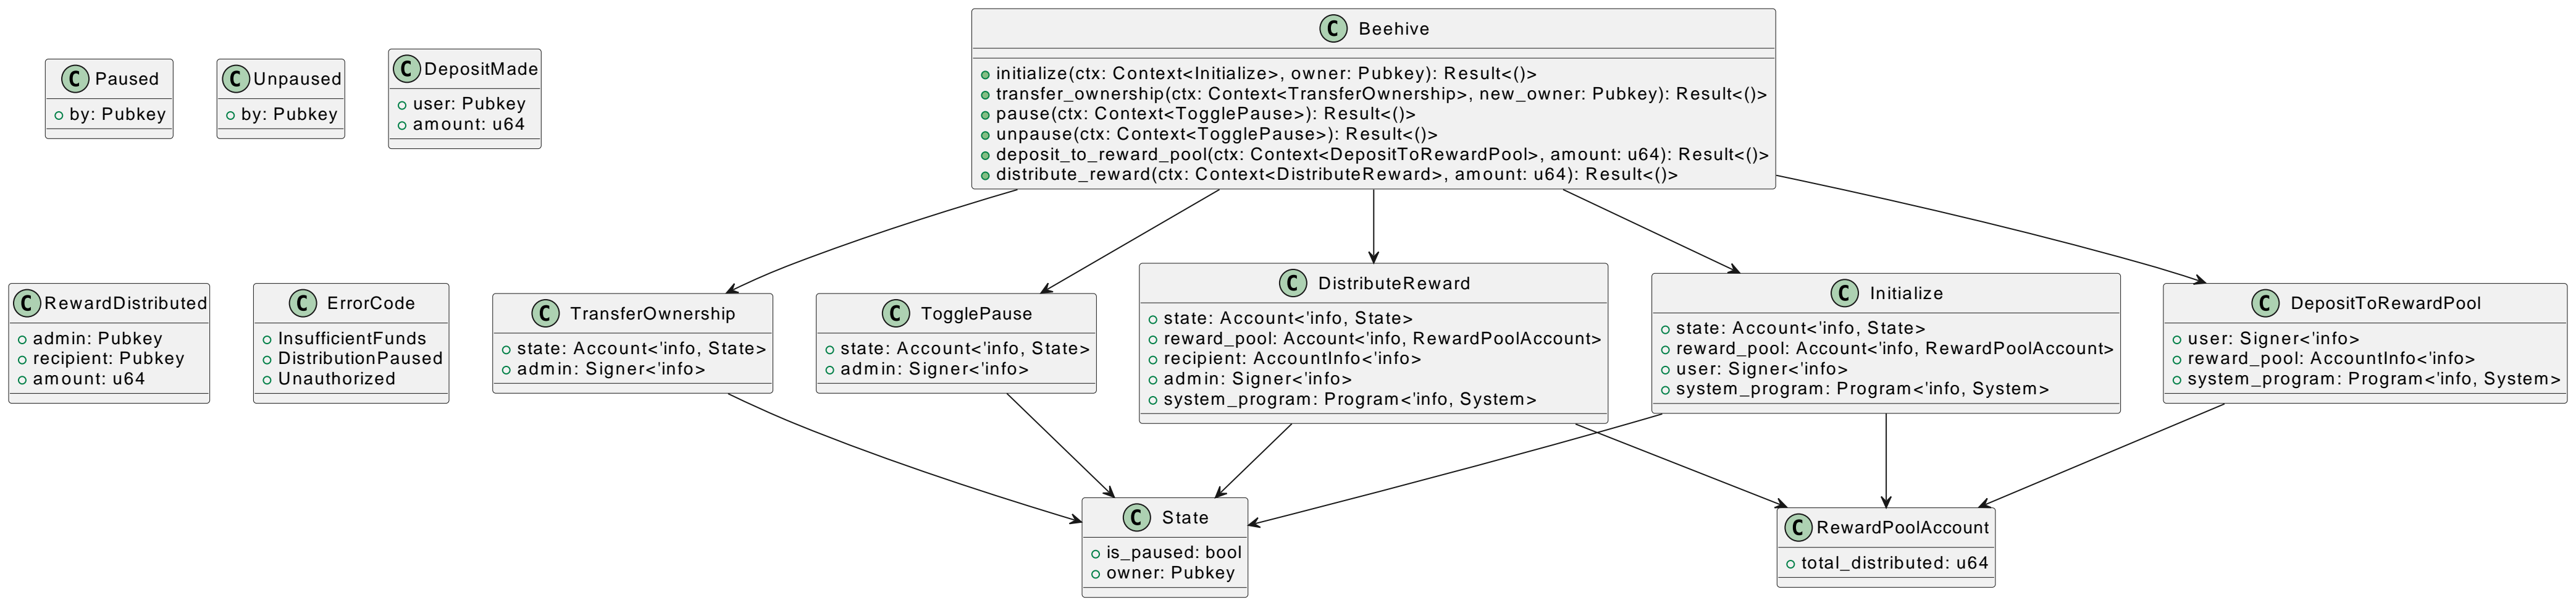 C Paused
by: Pubkey
C Unpaused
by: Pubkey
C DepositMade
user: Pubkey
amount: u64
C Beehive
initialize(ctx: Context<Initialize>, owner: Pubkey): Result<()>
transfer_ownership(ctx: Context<TransferOwnership>, new_owner: Pubkey): Result<()>
pause(ctx: Context<TogglePause>): Result<()>
unpause(ctx: Context<TogglePause>): Result<()>
deposit_to_reward_pool(ctx: Context<DepositToRewardPool>, amount: u64): Result<()>
distribute_reward(ctx: Context<DistributeReward>, amount: u64): Result<()>
C RewardDistributed
admin: Pubkey
recipient: Pubkey
amount: u64
C ErrorCode
InsufficientFunds
DistributionPaused
Unauthorized
C TransferOwnership
state: Account<'info, State>
admin: Signer<'info>
C TogglePause
state: Account<'info, State>
admin: Signer<'info>
C DistributeReward
state: Account<'info, State>
reward_pool: Account<'info, RewardPoolAccount>
recipient: AccountInfo<'info>
admin: Signer<'info>
system_program: Program<'info, System>
C Initialize
state: Account<'info, State>
reward_pool: Account<'info, RewardPoolAccount>
user: Signer<'info>
system_program: Program<'info, System>
C DepositToRewardPool
user: Signer<'info>
reward_pool: AccountInfo<'info>
system_program: Program<'info, System>
C State
is_paused: bool
owner: Pubkey
C RewardPoolAccount
total_distributed: u64